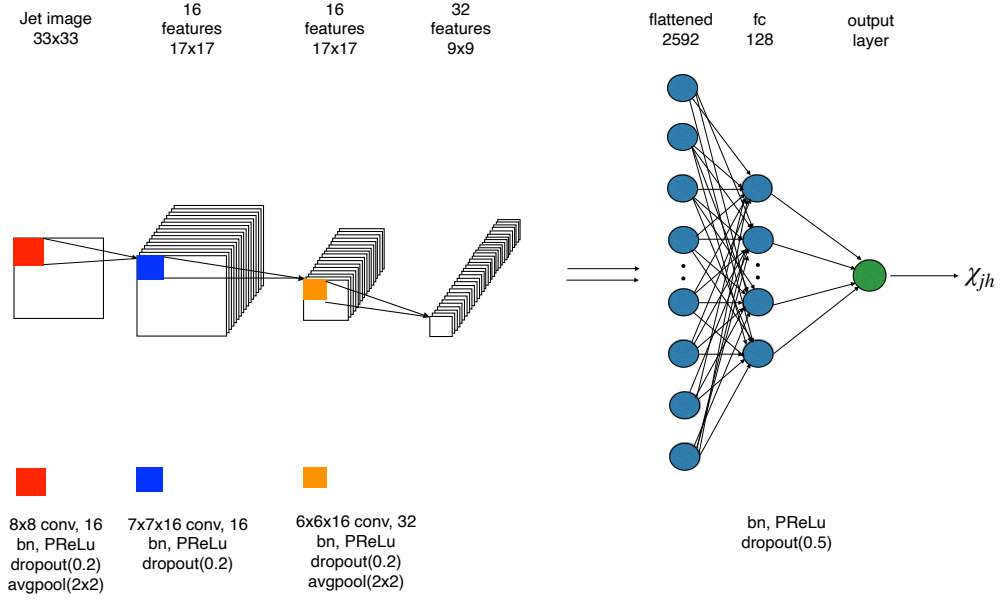 Jet image
33x33
16
features
17x17
16
features
17x17
32
features
9x9
flattened
2592
fc
128
output
layer
χjh
8x8 conv, 16
bn, PReLu
dropout(0.2)
avgpool(2x2)
7x7x16 conv, 16
bn, PReLu
dropout(0.2)
6x6x16 conv, 32
bn, PReLu
dropout(0.2)
avgpool(2x2)
bn, PReLu
dropout(0.5)